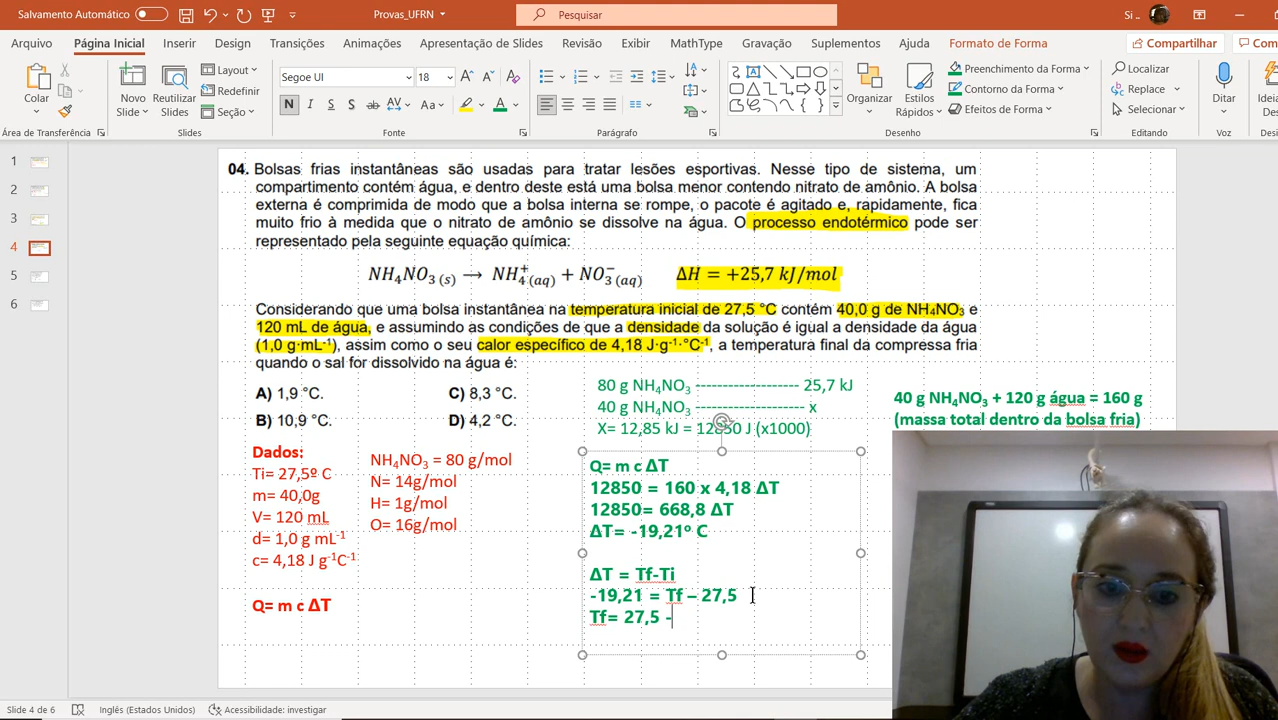 Salvamento Automático
Provas_UFRN
Pesquisar
Si ..
Arquivo Página Inicial Inserir Design Transições Animações Apresentação de Slides Revisão Exibir MathType Gravação Suplementos Ajuda Formato de Forma Compartilhar Com
Colar
Novo Slide
Reutilizar Slides
Layout
Redefinir
Seção
Segoe UI
18
N I S S ab AV Aa A
Organizar
Estilos Rápidos
Preenchimento da Forma
Contorno da Forma
Efeitos de Forma
Localizar
Replace
Selecionar
Ditar
Ideias Des
Área de Transferência Slides Fonte Parágrafo Desenho Editando Voz
1
2
3
4
5
6
04. Bolsas frias instantâneas são usadas para tratar lesões esportivas. Nesse tipo de sistema, um
compartimento contém água, e dentro deste está uma bolsa menor contendo nitrato de amônio. A bolsa
externa é comprimida de modo que a bolsa interna se rompe, o pacote é agitado e, rapidamente, fica
muito frio à medida que o nitrato de amônio se dissolve na água. O processo endotérmico pode ser
representado pela seguinte equação química:
NH₄NO₃ (s) → NH₄⁺(aq) + NO₃⁻(aq) ΔH = +25,7 kJ/mol
Considerando que uma bolsa instantânea na temperatura inicial de 27,5 °C contém 40,0 g de NH₄NO₃ e
120 mL de água, e assumindo as condições de que a densidade da solução é igual a densidade da água
(1,0 g·mL⁻¹), assim como o seu calor específico de 4,18 J·g⁻¹·°C⁻¹, a temperatura final da compressa fria
quando o sal for dissolvido na água é:
A) 1,9 °C. C) 8,3 °C.
B) 10,9 °C. D) 4,2 °C.
80 g NH₄NO₃ ------------------- 25,7 kJ
40 g NH₄NO₃ -------------------- x
X= 12,85 kJ = 12850 J (x1000)
40 g NH₄NO₃ + 120 g água = 160 g
(massa total dentro da bolsa fria)
Dados:
Ti= 27,5º C
m= 40,0g
V= 120 mL
d= 1,0 g mL⁻¹
c= 4,18 J g⁻¹C⁻¹
Q= m c ΔT
NH₄NO₃ = 80 g/mol
N= 14g/mol
H= 1g/mol
O= 16g/mol
Q= m c ΔT
12850 = 160 x 4,18 ΔT
12850= 668,8 ΔT
ΔT= -19,21º C
ΔT = Tf-Ti
-19,21 = Tf – 27,5
Tf= 27,5 -
Slide 4 de 6
Inglês (Estados Unidos)
Acessibilidade: investigar